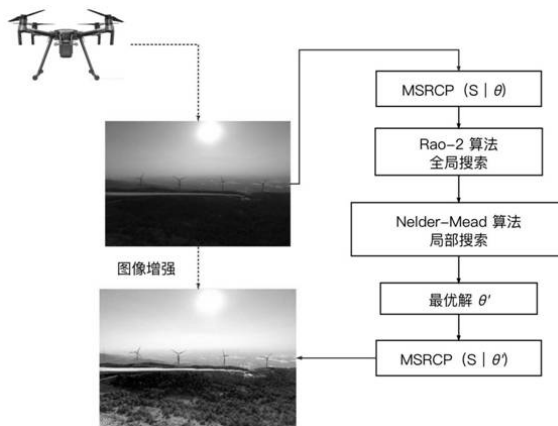 MSRCP（S | θ）
Rao-2 算法
全局搜索
Nelder-Mead 算法
局部搜索
图像增强
最优解 θ′
MSRCP（S | θ′）